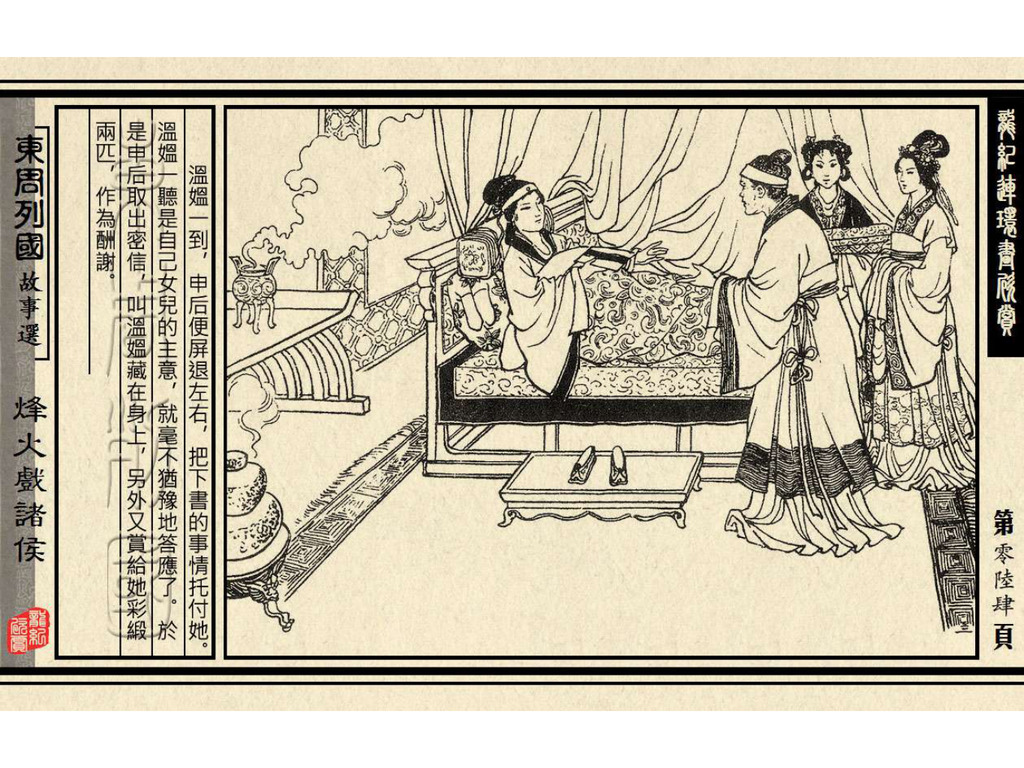 龍紀連環畫欣賞
第零陸肆頁
溫媼一到，申后便屏退左右，把下書的事情托付她。
溫媼一聽是自己女兒的主意，就毫不猶豫地答應了。於
是申后取出密信，叫溫媼藏在身上，另外又賞給她彩緞
兩匹，作為酬謝。
東周列國故事選
烽火戲諸侯